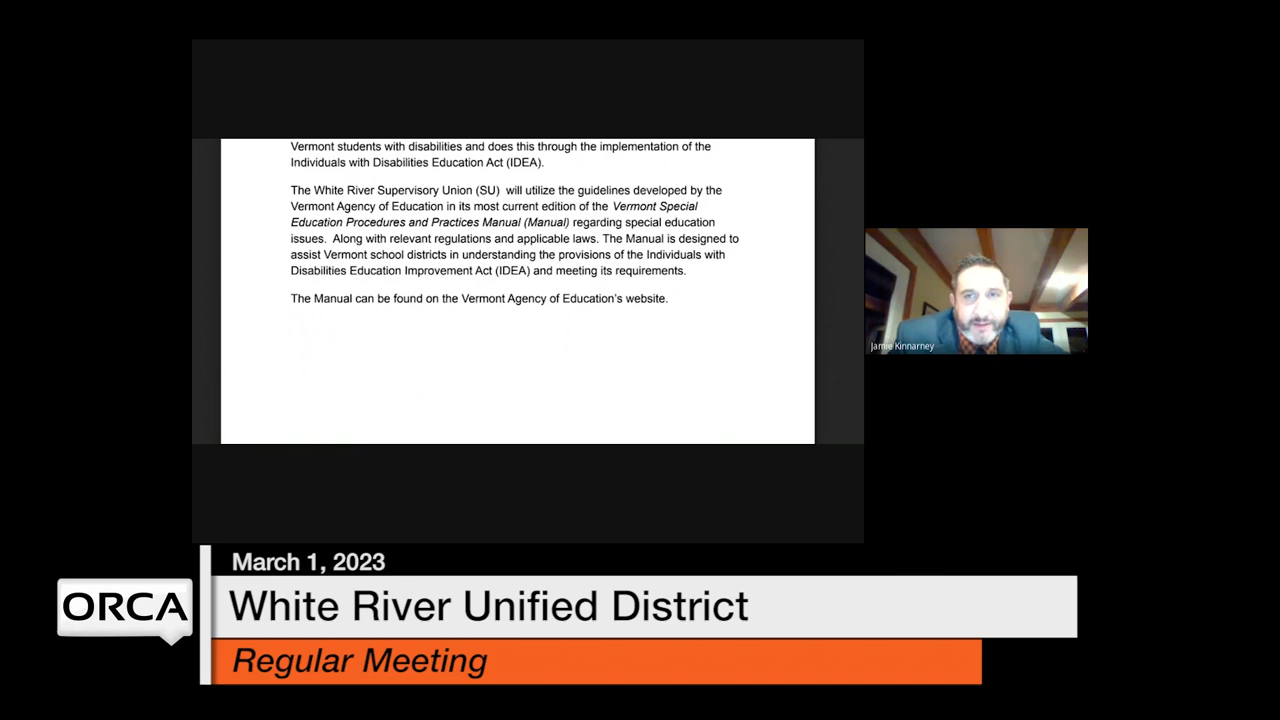 Vermont students with disabilities and does this through the implementation of the
Individuals with Disabilities Education Act (IDEA).
The White River Supervisory Union (SU) will utilize the guidelines developed by the
Vermont Agency of Education in its most current edition of the Vermont Special
Education Procedures and Practices Manual (Manual) regarding special education
issues. Along with relevant regulations and applicable laws. The Manual is designed to
assist Vermont school districts in understanding the provisions of the Individuals with
Disabilities Education Improvement Act (IDEA) and meeting its requirements.
The Manual can be found on the Vermont Agency of Education's website.
Jamie Kinnarney
March 1, 2023
ORCA
White River Unified District
Regular Meeting